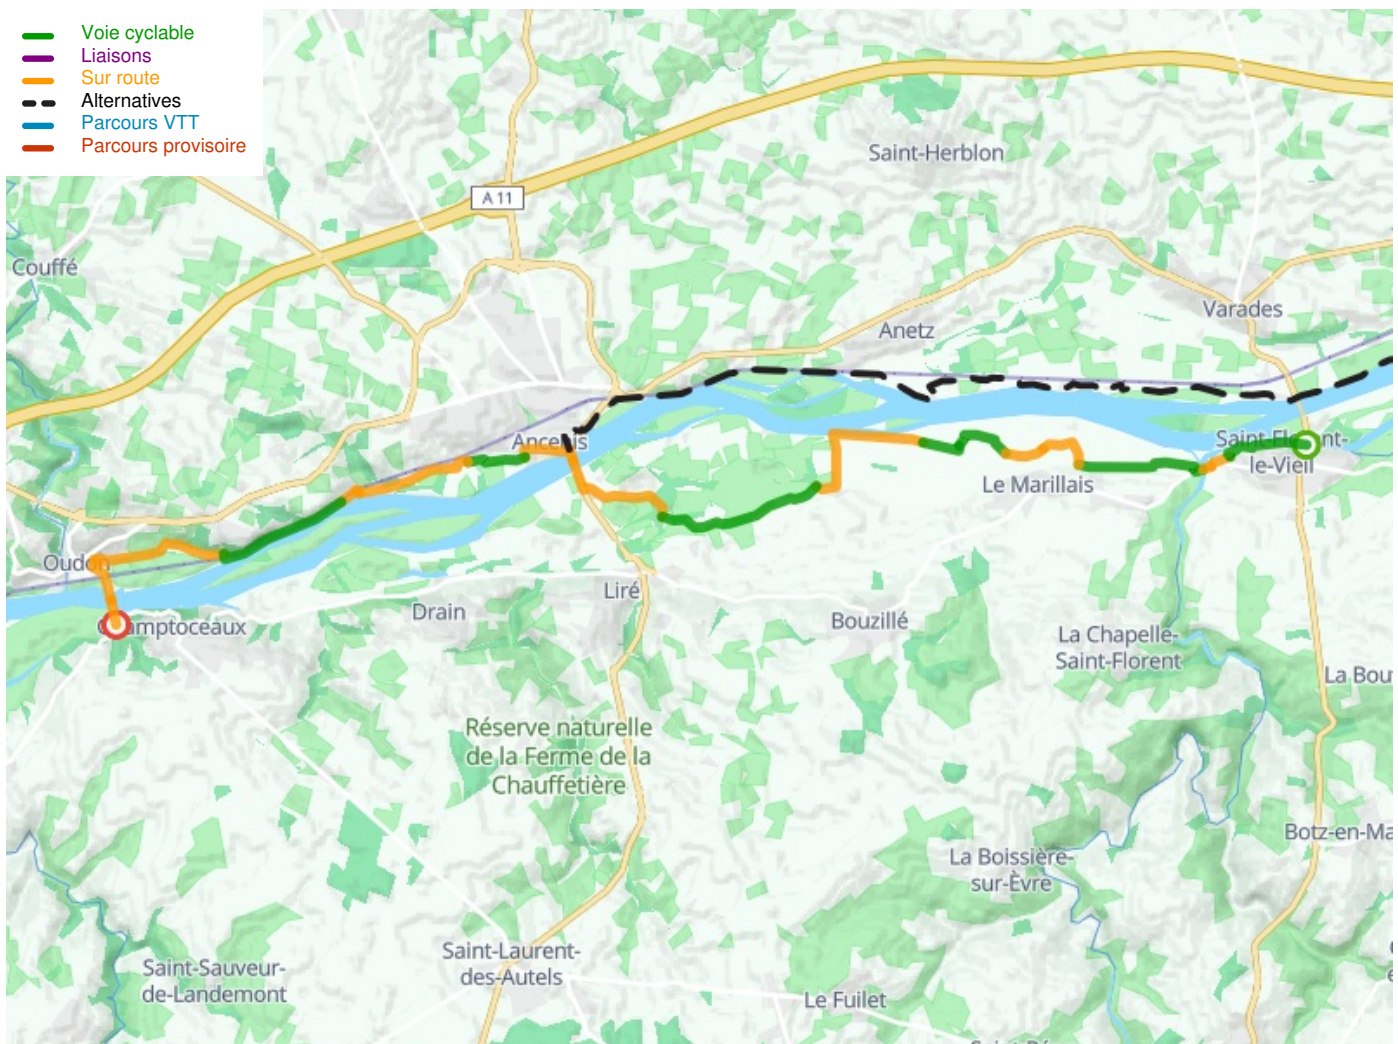 Voie cyclable
Liaisons
Sur route
Alternatives
Parcours VTT
Parcours provisoire
Saint-Herblon
A 11
Couffé
Varades
Anetz
Ancenis
Le Marillais
Oudon
Liré
Drain
Bouzillé
La Chapelle-
Saint-Florent
Réserve naturelle
de la Ferme de la
Chauffetière
La Boissière-
sur-Èvre
Saint-Laurent-
des-Autels
Saint-Sauveur-
de-Landemont
Le Fuilet